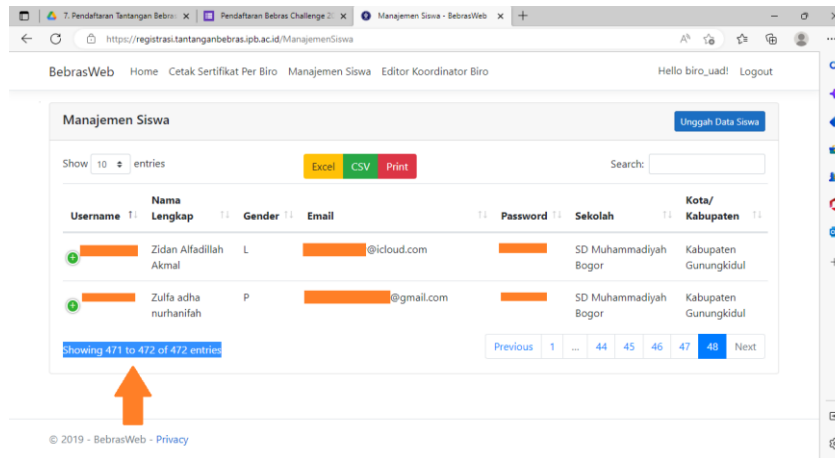 7. Pendaftaran Tantangan Bebras
Pendaftaran Bebras Challenge 2
Manajemen Siswa - BebrasWeb
https://registrasi.tantanganbebras.ipb.ac.id/ManajemenSiswa
BebrasWeb Home Cetak Sertifikat Per Biro Manajemen Siswa Editor Koordinator Biro Hello biro_uad! Logout
Manajemen Siswa Unggah Data Siswa
Show 10 entries Excel CSV Print Search:
Username Nama Lengkap Gender Email Password Sekolah Kota/ Kabupaten
Zidan Alfadillah L @icloud.com SD Muhammadiyah Kabupaten
Akmal Bogor Gunungkidul
Zulfa adha P @gmail.com SD Muhammadiyah Kabupaten
nurhanifah Bogor Gunungkidul
Showing 471 to 472 of 472 entries Previous 1 ... 44 45 46 47 48 Next
© 2019 - BebrasWeb - Privacy